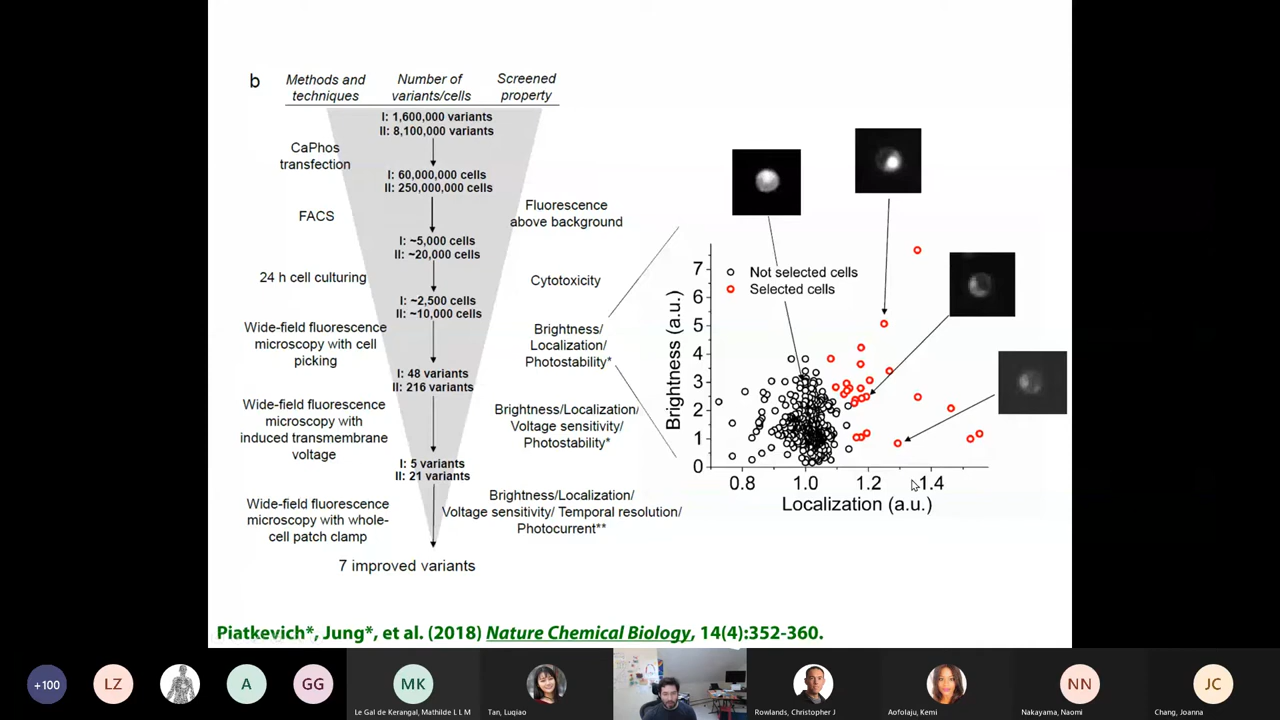 b
Methods and
techniques
Number of
variants/cells
Screened
property
I: 1,600,000 variants
II: 8,100,000 variants
CaPhos
transfection
I: 60,000,000 cells
II: 250,000,000 cells
FACS
Fluorescence
above background
I: ~5,000 cells
II: ~20,000 cells
24 h cell culturing
Cytotoxicity
I: ~2,500 cells
II: ~10,000 cells
Wide-field fluorescence
microscopy with cell
picking
Brightness/
Localization/
Photostability*
I: 48 variants
II: 216 variants
Wide-field fluorescence
microscopy with
induced transmembrane
voltage
Brightness/Localization/
Voltage sensitivity/
Photostability*
I: 5 variants
II: 21 variants
Wide-field fluorescence
microscopy with whole-
cell patch clamp
Brightness/Localization/
Voltage sensitivity/ Temporal resolution/
Photocurrent**
7 improved variants
Not selected cells
Selected cells
Brightness (a.u.)
7
6
5
4
3
2
1
0
0.8 1.0 1.2 1.4
Localization (a.u.)
Piatkevich*, Jung*, et al. (2018) Nature Chemical Biology, 14(4):352-360.
+100
LZ
A
GG
MK
NN
JC
Le Gal de Kerangal, Mathilde L L M
Tan, Luqiao
Rowlands, Christopher J
Aofolaju, Kemi
Nakayama, Naomi
Chang, Joanna